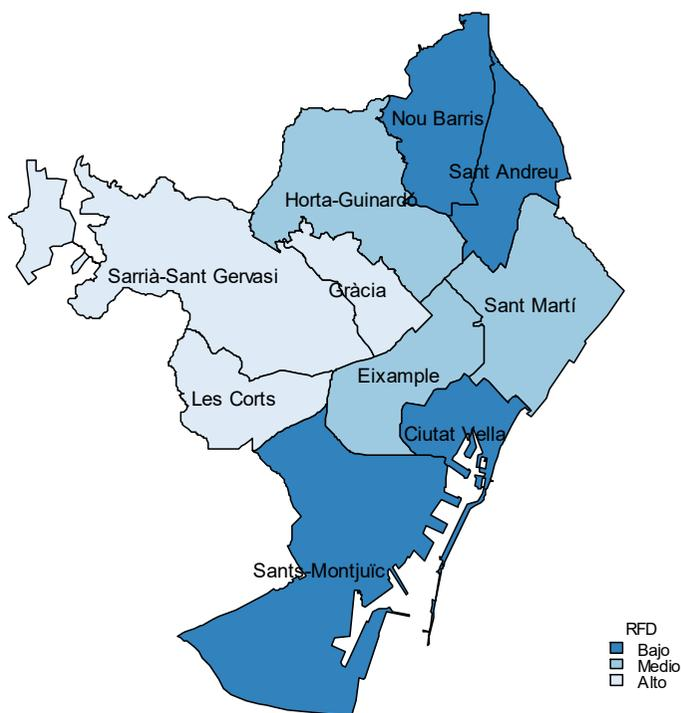 Nou Barris
Sant Andreu
Horta-Guinardó
Sarrià-Sant Gervasi
Gràcia
Sant Martí
Eixample
Les Corts
Ciutat Vella
Sants-Montjuïc
RFD
Bajo
Medio
Alto